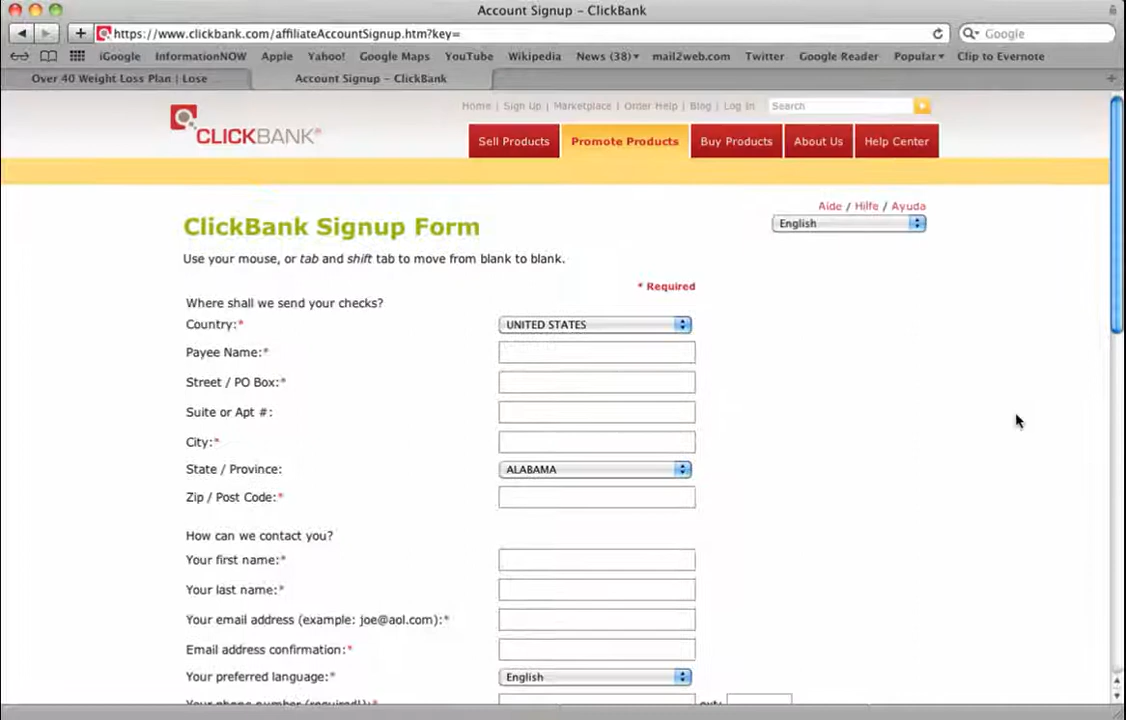 Account Signup – ClickBank
https://www.clickbank.com/affiliateAccountSignup.htm?key=
Google
iGoogle InformationNOW Apple Yahoo! Google Maps YouTube Wikipedia News (38) mail2web.com Twitter Google Reader Popular Clip to Evernote
Over 40 Weight Loss Plan | Lose
Account Signup – ClickBank
Home | Sign Up | Marketplace | Order Help | Blog | Log In Search
CLICKBANK®
Sell Products Promote Products Buy Products About Us Help Center
Aide / Hilfe / Ayuda
ClickBank Signup Form
English
Use your mouse, or tab and shift tab to move from blank to blank.
* Required
Where shall we send your checks?
Country:* UNITED STATES
Payee Name:*
Street / PO Box:*
Suite or Apt #:
City:*
State / Province: ALABAMA
Zip / Post Code:*
How can we contact you?
Your first name:*
Your last name:*
Your email address (example: joe@aol.com):*
Email address confirmation:*
Your preferred language:* English
Your phone number (required!):* ext: